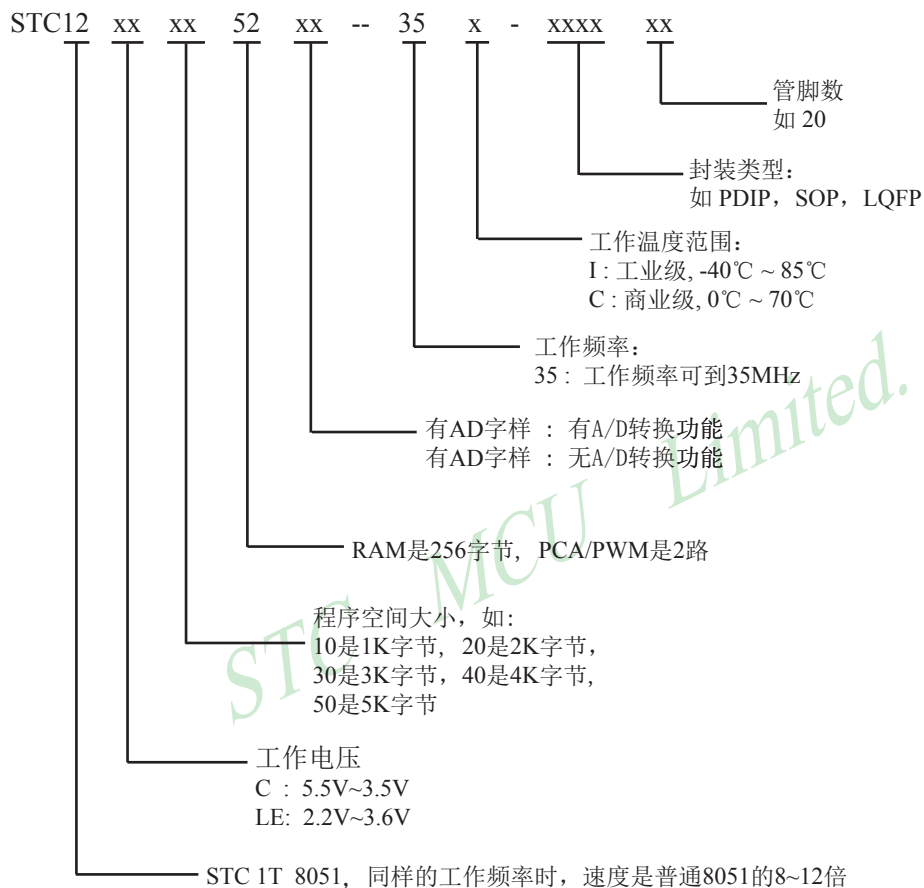 STC12 xx xx 52 xx -- 35 x - xxxx xx
管脚数
如 20
封装类型：
如 PDIP，SOP，LQFP
工作温度范围：
I : 工业级, -40℃ ~ 85℃
C : 商业级, 0℃ ~ 70℃
工作频率：
35 : 工作频率可到35MHz
有AD字样 : 有A/D转换功能
有AD字样 : 无A/D转换功能
RAM是256字节, PCA/PWM是2路
程序空间大小，如:
10是1K字节, 20是2K字节，
30是3K字节，40是4K字节,
50是5K字节
工作电压
C : 5.5V~3.5V
LE: 2.2V~3.6V
STC 1T 8051, 同样的工作频率时，速度是普通8051的8~12倍
STC MCU Limited.